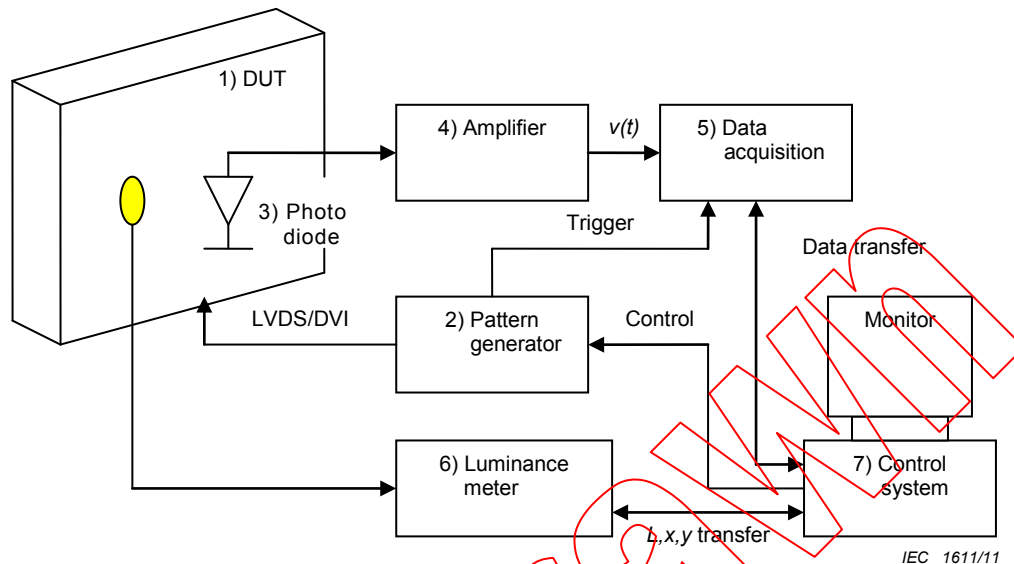 1) DUT
3) Photo
diode
4) Amplifier
v(t)
5) Data
acquisition
Trigger
Data transfer
LVDS/DVI
2) Pattern
generator
Control
Monitor
6) Luminance
meter
7) Control
system
L,x,y transfer
IEC 1611/11